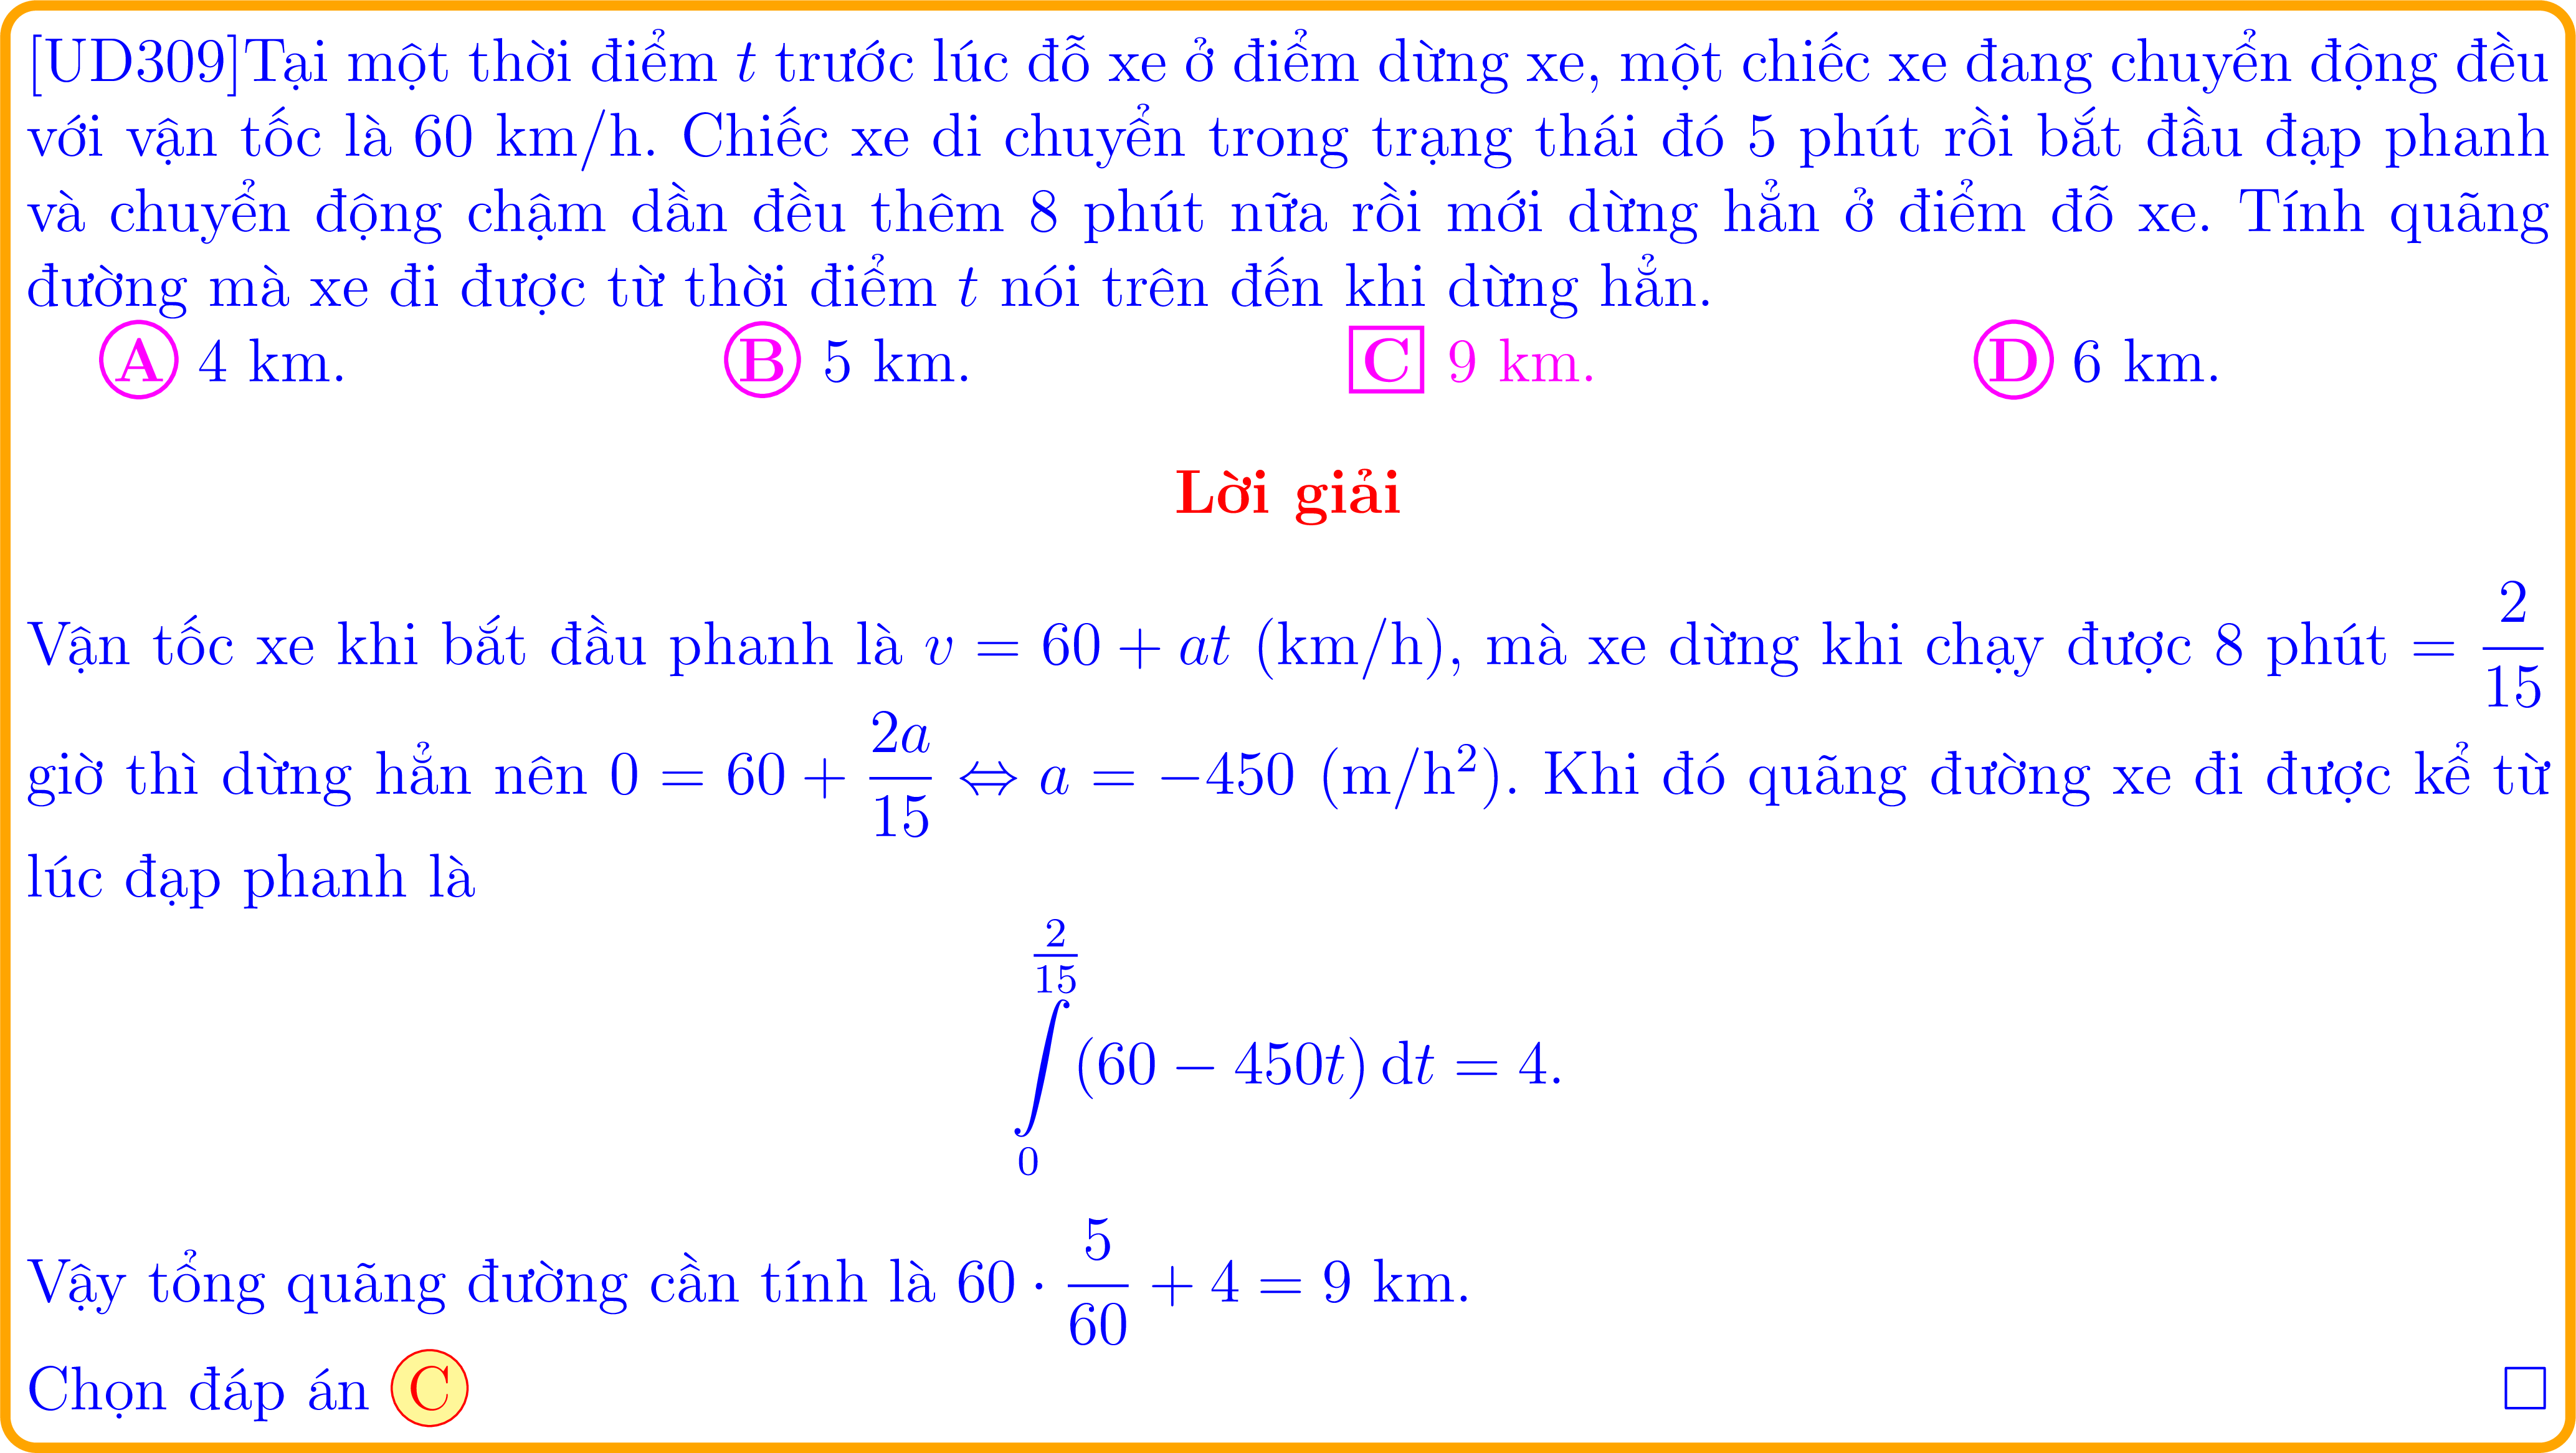 [UD309]Tại một thời điểm t trước lúc đỗ xe ở điểm dừng xe, một chiếc xe đang chuyển động đều
với vận tốc là 60 km/h. Chiếc xe di chuyển trong trạng thái đó 5 phút rồi bắt đầu đạp phanh
và chuyển động chậm dần đều thêm 8 phút nữa rồi mới dừng hẳn ở điểm đỗ xe. Tính quãng
đường mà xe đi được từ thời điểm t nói trên đến khi dừng hẳn.
A 4 km. B 5 km. C 9 km. D 6 km.
Lời giải
Vận tốc xe khi bắt đầu phanh là v = 60 + at (km/h), mà xe dừng khi chạy được 8 phút = \frac{2}{15}
giờ thì dừng hẳn nên 0 = 60 + \frac{2a}{15} ⇔ a = −450 (m/h²). Khi đó quãng đường xe đi được kể từ
lúc đạp phanh là
\int_{0}^{\frac{2}{15}} (60 − 450t) dt = 4.
Vậy tổng quãng đường cần tính là 60 · \frac{5}{60} + 4 = 9 km.
Chọn đáp án C □